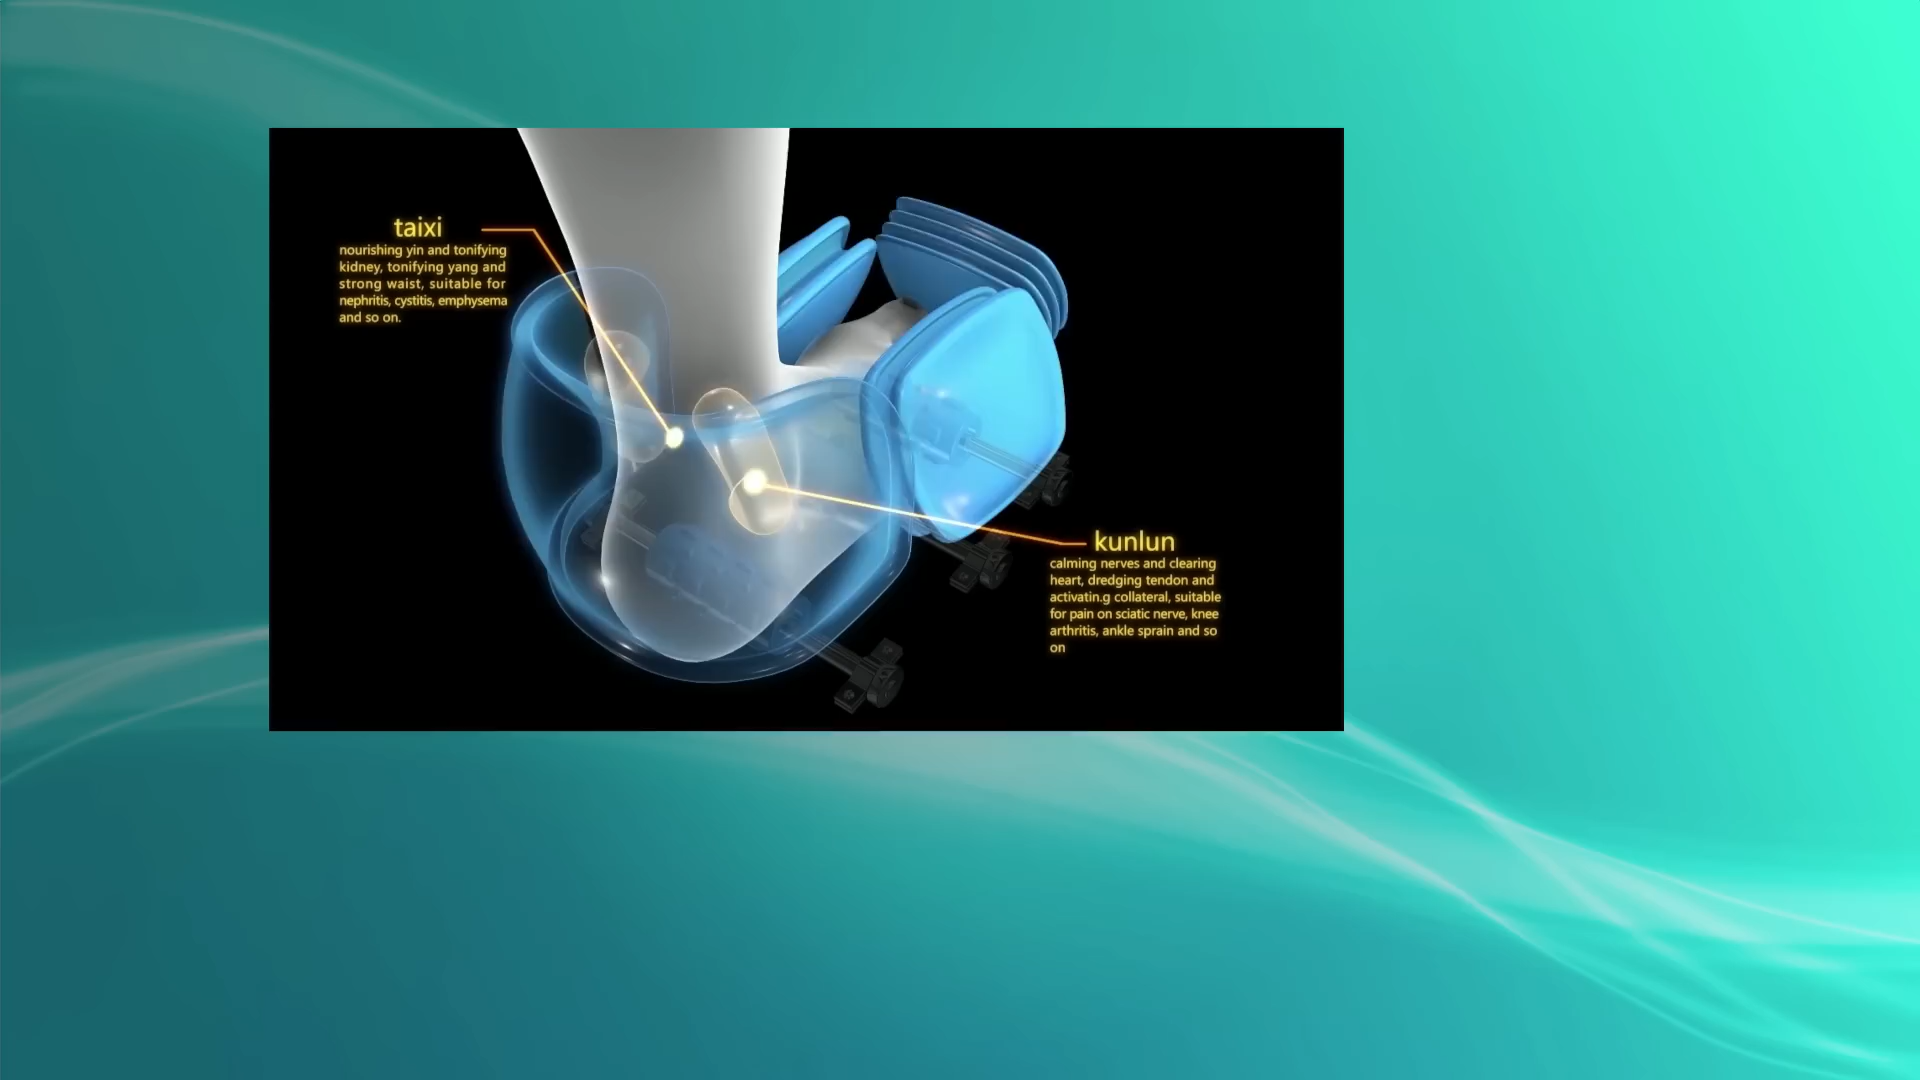 taixi
nourishing yin and tonifying
kidney, tonifying yang and
strong waist, suitable for
nephritis, cystitis, emphysema
and so on.
kunlun
calming nerves and clearing
heart, dredging tendon and
activatin.g collateral, suitable
for pain on sciatic nerve, knee
arthritis, ankle sprain and so
on